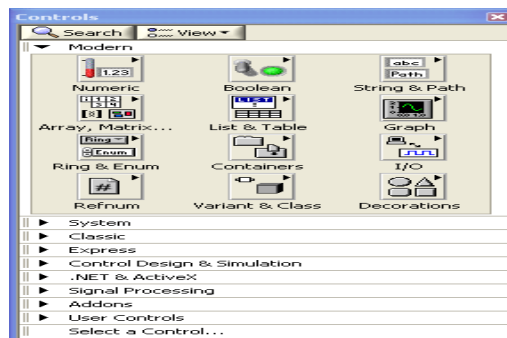 Controls
Search View
Modern
1.23
abc
Path
Numeric Boolean String & Path
LIST
Array, Matrix... List & Table Graph
Ring
Enum
Ring & Enum Containers I/O
#
Refnum Variant & Class Decorations
System
Classic
Express
Control Design & Simulation
.NET & ActiveX
Signal Processing
Addons
User Controls
Select a Control...